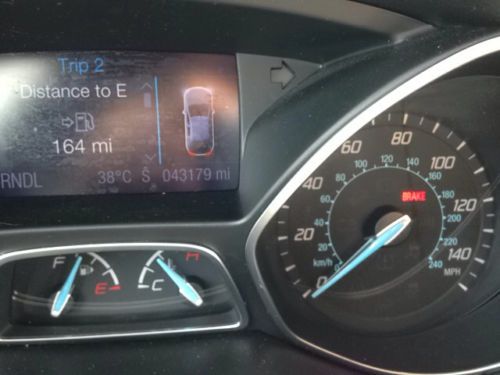 Trip 2
Distance to E
164 mi
RNDL 38°C Š 043179 mi
F E C H
0 20 40 60 80 100 120 140 MPH
km/h 0 20 40 60 80 100 120 140 160 180 200 220 240
BRAKE